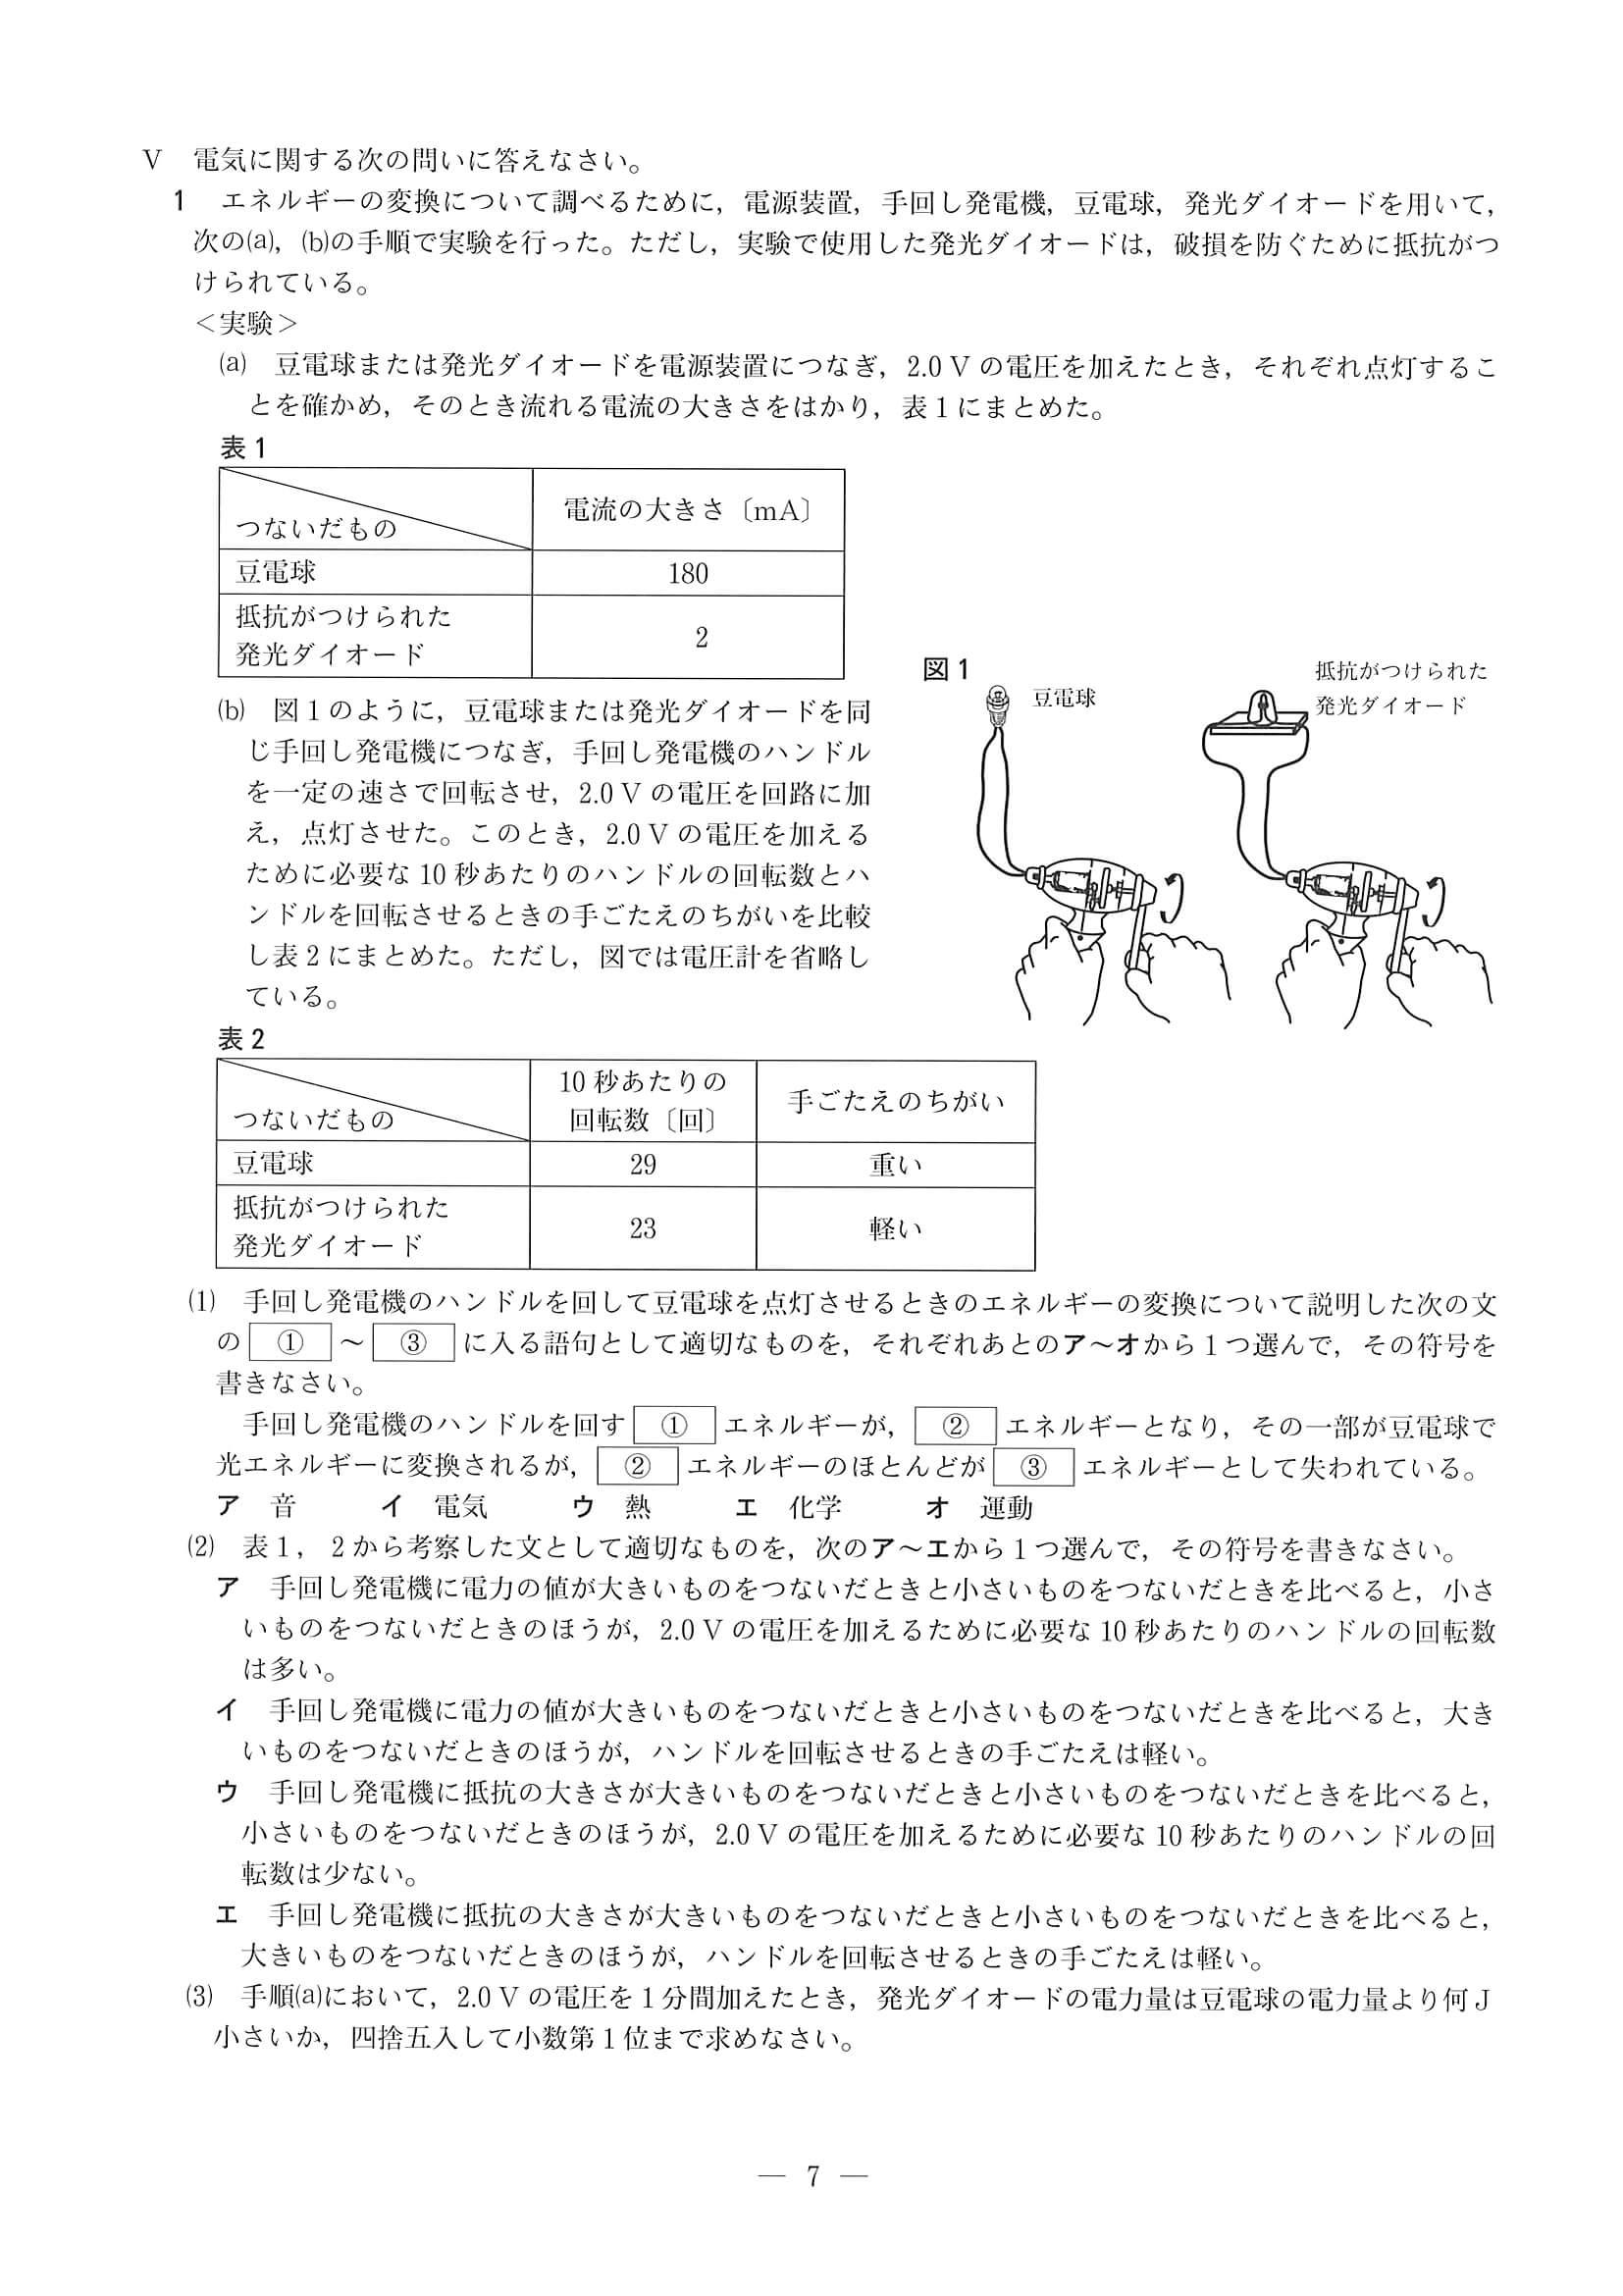 Ⅴ 電気に関する次の問いに答えなさい。
1 エネルギーの変換について調べるために，電源装置，手回し発電機，豆電球，発光ダイオードを用いて，
次の(a)，(b)の手順で実験を行った。ただし，実験で使用した発光ダイオードは，破損を防ぐために抵抗がつ
けられている。
＜実験＞
(a) 豆電球または発光ダイオードを電源装置につなぎ，2.0 V の電圧を加えたとき，それぞれ点灯するこ
とを確かめ，そのとき流れる電流の大きさをはかり，表1にまとめた。
表1
つないだもの
電流の大きさ〔mA〕
豆電球
180
抵抗がつけられた
発光ダイオード
2
(b) 図1のように，豆電球または発光ダイオードを同
じ手回し発電機につなぎ，手回し発電機のハンドル
を一定の速さで回転させ，2.0 V の電圧を回路に加
え，点灯させた。このとき，2.0 V の電圧を加える
ために必要な 10 秒あたりのハンドルの回転数とハ
ンドルを回転させるときの手ごたえのちがいを比較
し表2にまとめた。ただし，図では電圧計を省略し
ている。
図1
豆電球
抵抗がつけられた
発光ダイオード
表2
つないだもの
10 秒あたりの
回転数〔回〕
手ごたえのちがい
豆電球
29
重い
抵抗がつけられた
発光ダイオード
23
軽い
(1) 手回し発電機のハンドルを回して豆電球を点灯させるときのエネルギーの変換について説明した次の文
の ① ～ ③ に入る語句として適切なものを，それぞれあとのア～オから1つ選んで，その符号を
書きなさい。
手回し発電機のハンドルを回す ① エネルギーが， ② エネルギーとなり，その一部が豆電球で
光エネルギーに変換されるが， ② エネルギーのほとんどが ③ エネルギーとして失われている。
ア 音 イ 電気 ウ 熱 エ 化学 オ 運動
(2) 表1，2から考察した文として適切なものを，次のア～エから1つ選んで，その符号を書きなさい。
ア 手回し発電機に電力の値が大きいものをつないだときと小さいものをつないだときを比べると，小さ
いものをつないだときのほうが，2.0 V の電圧を加えるために必要な 10 秒あたりのハンドルの回転数
は多い。
イ 手回し発電機に電力の値が大きいものをつないだときと小さいものをつないだときを比べると，大き
いものをつないだときのほうが，ハンドルを回転させるときの手ごたえは軽い。
ウ 手回し発電機に抵抗の大きさが大きいものをつないだときと小さいものをつないだときを比べると，
小さいものをつないだときのほうが，2.0 V の電圧を加えるために必要な 10 秒あたりのハンドルの回
転数は少ない。
エ 手回し発電機に抵抗の大きさが大きいものをつないだときと小さいものをつないだときを比べると，
大きいものをつないだときのほうが，ハンドルを回転させるときの手ごたえは軽い。
(3) 手順(a)において，2.0 V の電圧を1分間加えたとき，発光ダイオードの電力量は豆電球の電力量より何J
小さいか，四捨五入して小数第1位まで求めなさい。
— 7 —